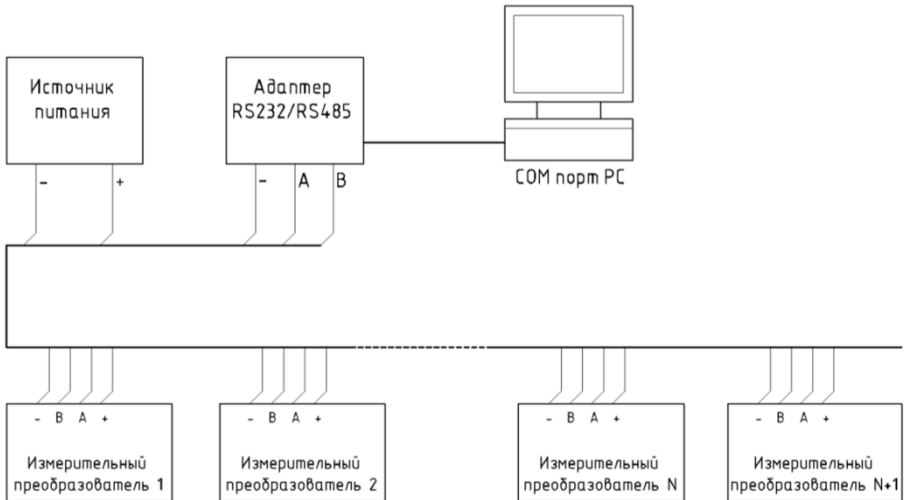 Источник
питания
- +
Адаптер
RS232/RS485
- A B
COM порт PC
- B A +
Измерительный
преобразователь 1
- B A +
Измерительный
преобразователь 2
- B A +
Измерительный
преобразователь N
- B A +
Измерительный
преобразователь N+1